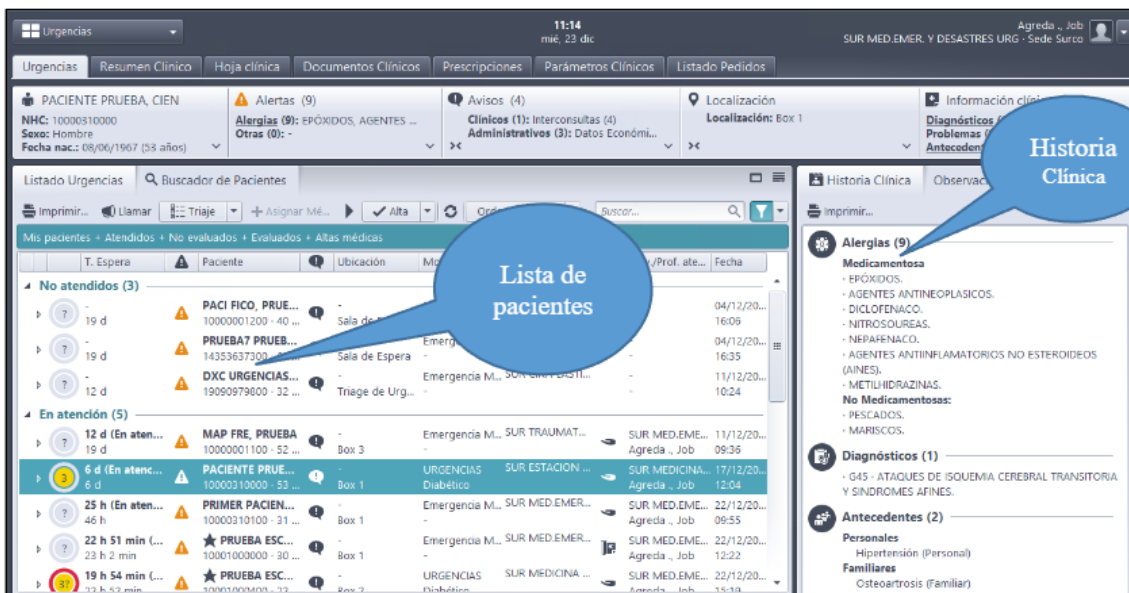 Urgencias
11:14
mié, 23 dic
Agreda ., Job
SUR MED.EMER. Y DESASTRES URG - Sede Surco
Urgencias Resumen Clínico Hoja clínica Documentos Clínicos Prescripciones Parámetros Clínicos Listado Pedidos
PACIENTE PRUEBA, CIEN
NHC: 10000310000
Sexo: Hombre
Fecha nac.: 08/06/1967 (53 años)
Alertas (9)
Alergias (9): EPÓXIDOS, AGENTES ...
Otras (0): -
Avisos (4)
Clínicos (1): Interconsultas (4)
Administrativos (3): Datos Económi...
Localización
Localización: Box 1
Información
Diagnósticos
Problemas
Historia
Clínica
Listado Urgencias Buscador de Pacientes
Imprimir... Llamar Triaje + Asignar Mé... Alta Buscar...
Mis pacientes + Atendidos + No evaluados + Evaluados + Altas médicas
T. Espera Paciente Ubicación ./Prof. ate... Fecha
Lista de
pacientes
No atendidos (3)
- PACI FICO, PRUE... - 04/12/20...
? 19 d 10000001200 - 40 ... 16:06
- PRUEBA7 PRUEB... - 04/12/20...
? 19 d 14353637300 Sala de Espera - 16:35
- DXC URGENCIAS... - Emergencia M... - 11/12/20...
? 12 d 19090979800 - 32 ... Triage de Urg... - - 10:24
En atención (5)
12 d (En aten... MAP FRE, PRUEBA - Emergencia M... SUR TRAUMAT... SUR MED.EME... 11/12/20...
? 19 d 10000001100 - 52 ... Box 3 - Agreda ., Job 09:36
6 d (En atenc... PACIENTE PRUE... - URGENCIAS SUR ESTACION ... SUR MEDICINA... 17/12/20...
3 6 d 10000310000 - 53 ... Box 1 Diabético Agreda ., Job 12:04
25 h (En aten... PRIMER PACIEN... - Emergencia M... SUR MED.EMER... SUR MED.EME... 22/12/20...
? 46 h 10000310100 - 31 ... Box 1 - Agreda ., Job 09:55
22 h 51 min (... PRUEBA ESC... - Emergencia M... SUR MED.EMER... SUR MED.EME... 22/12/20...
? 23 h 2 min 10001000000 - 30 ... Box 1 - Agreda ., Job 12:22
19 h 54 min (... PRUEBA ESC... - URGENCIAS SUR MEDICINA ... SUR MED.EME... 22/12/20...
Historia Clínica
Imprimir...
Alergias (9)
Medicamentosa
- EPÓXIDOS.
- AGENTES ANTINEOPLASICOS.
- DICLOFENACO.
- NITROSOUREAS.
- NEPAFENACO.
- AGENTES ANTIINFLAMATORIOS NO ESTEROIDEOS
(AINES).
- METILHIDRAZINAS.
No Medicamentosas:
- PESCADOS.
- MARISCOS.
Diagnósticos (1)
- G45 - ATAQUES DE ISQUEMIA CEREBRAL TRANSITORIA
Y SINDROMES AFINES.
Antecedentes (2)
Personales
Hipertensión (Personal)
Familiares
Osteoartrosis (Familiar)